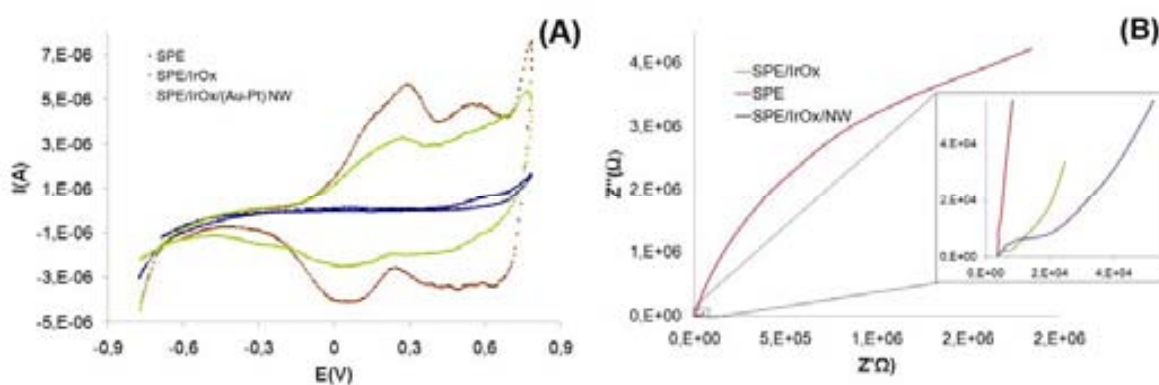 (A)
7,E-06
SPE
SPE/IrOx
SPE/IrOx/(Au-Pt) NW
5,E-06
3,E-06
1,E-06
-1,E-06
-3,E-06
-5,E-06
I(A)
-0,9
-0,6
-0,3
0
0,3
0,6
0,9
E(V)
(B)
4,E+06
SPE/IrOx
SPE
SPE/IrOx/NW
3,E+06
2,E+06
1,E+06
0,E+00
Z''(Ω)
0,E+00
5,E+05
1,E+06
2,E+06
2,E+06
Z'Ω)
4.E+04
2.E+04
0.E+00
0.E+00
2.E+04
4.E+04